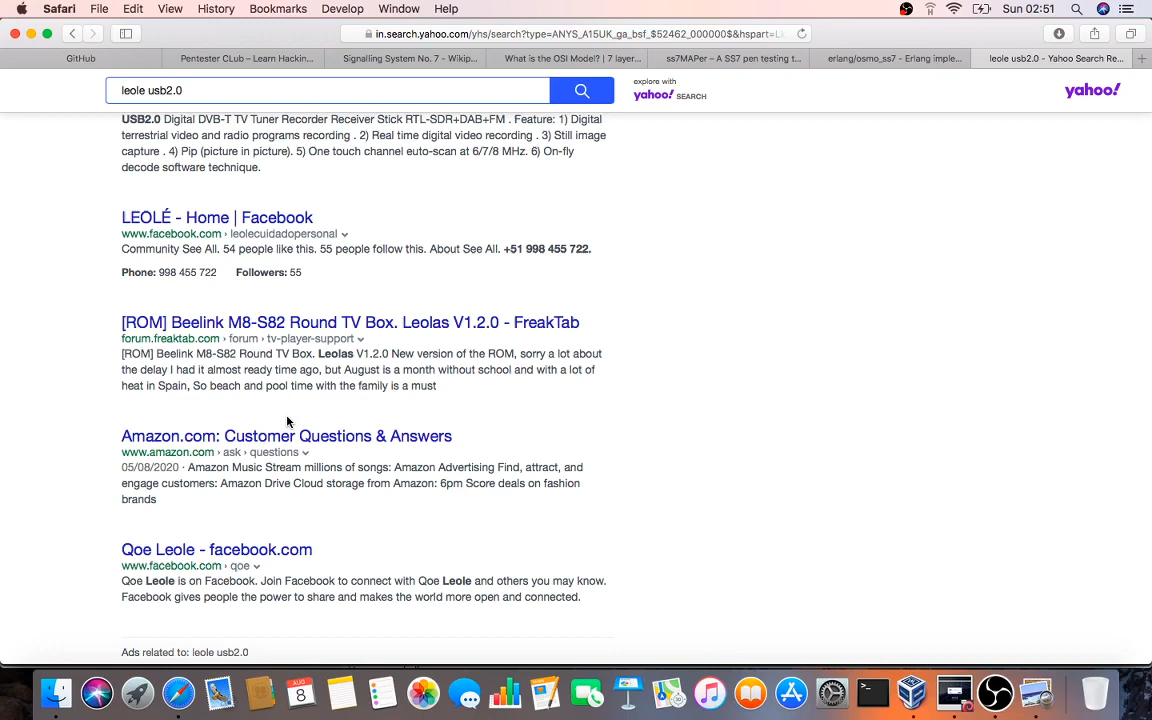 Safari File Edit View History Bookmarks Develop Window Help Sun 02:51
in.search.yahoo.com/yhs/search?type=ANYS_A15UK_ga_bsf_$52462_000000$&hspart=L
GitHub Pentester CLub – Learn Hackin... Signalling System No. 7 - Wikip... What is the OSI Model? | 7 layer... ss7MAPer – A SS7 pen testing t... erlang/osmo_ss7 - Erlang imple... leole usb2.0 - Yahoo Search Re...
leole usb2.0
explore with
yahoo! SEARCH
yahoo!
USB2.0 Digital DVB-T TV Tuner Recorder Receiver Stick RTL-SDR+DAB+FM . Feature: 1) Digital
terrestrial video and radio programs recording . 2) Real time digital video recording . 3) Still image
capture . 4) Pip (picture in picture). 5) One touch channel auto-scan at 6/7/8 MHz. 6) On-fly
decode software technique.
LEOLÉ - Home | Facebook
www.facebook.com › leolecuidadopersonal
Community See All. 54 people like this. 55 people follow this. About See All. +51 998 455 722.
Phone: 998 455 722 Followers: 55
[ROM] Beelink M8-S82 Round TV Box. Leolas V1.2.0 - FreakTab
forum.freaktab.com › forum › tv-player-support
[ROM] Beelink M8-S82 Round TV Box. Leolas V1.2.0 New version of the ROM, sorry a lot about
the delay I had it almost ready time ago, but August is a month without school and with a lot of
heat in Spain, So beach and pool time with the family is a must
Amazon.com: Customer Questions & Answers
www.amazon.com › ask › questions
05/08/2020 · Amazon Music Stream millions of songs: Amazon Advertising Find, attract, and
engage customers: Amazon Drive Cloud storage from Amazon: 6pm Score deals on fashion
brands
Qoe Leole - facebook.com
www.facebook.com › qoe
Qoe Leole is on Facebook. Join Facebook to connect with Qoe Leole and others you may know.
Facebook gives people the power to share and makes the world more open and connected.
Ads related to: leole usb2.0
AUG
8